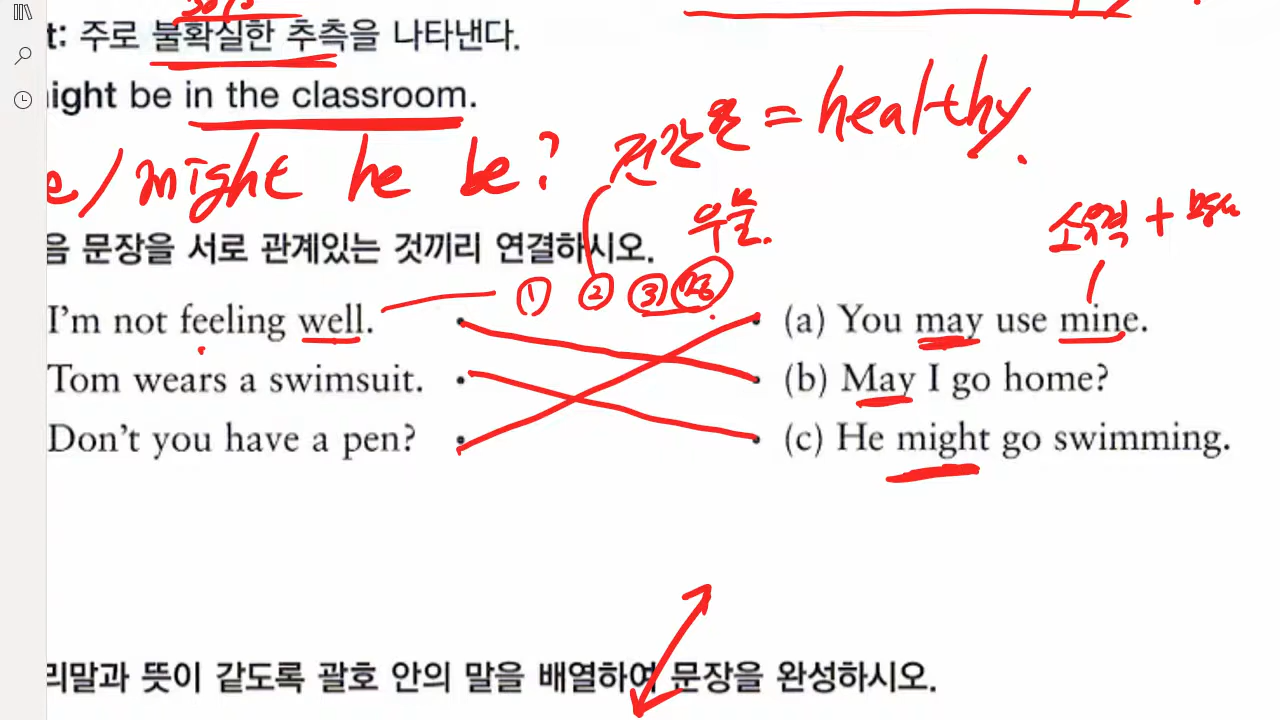 t: 주로 불확실한 추측을 나타낸다.
ight be in the classroom.
건강한 = healthy.
e/might he be?
우물.
소유격 + 명사
음 문장을 서로 관계있는 것끼리 연결하시오.
① ② ③
I'm not feeling well.
(a) You may use mine.
Tom wears a swimsuit.
(b) May I go home?
Don't you have a pen?
(c) He might go swimming.
리말과 뜻이 같도록 괄호 안의 말을 배열하여 문장을 완성하시오.